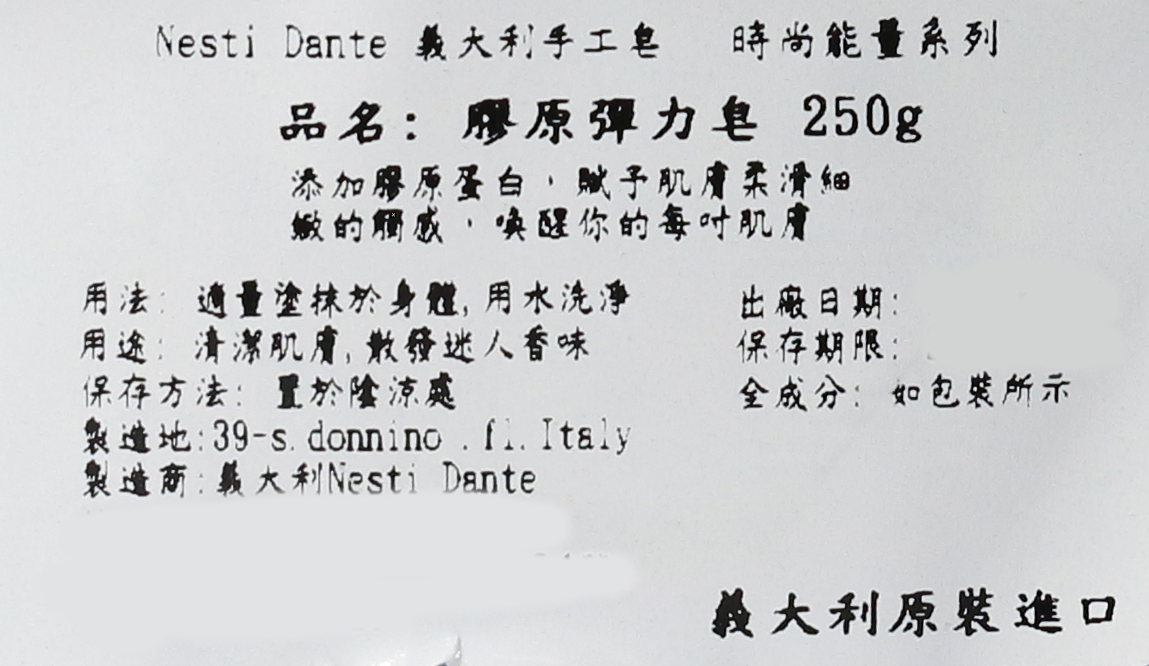 Nesti Dante 義大利手工皂 時尚能量系列
品名: 膠原彈力皂 250g
添加膠原蛋白，賦予肌膚柔滑細
嫩的觸感，喚醒你的每吋肌膚
用法: 適量塗抹於身體, 用水洗淨
用途: 清潔肌膚, 散發迷人香味
保存方法: 置於陰涼處
製造地:39-s.donnino .fl.Italy
製造商:義大利Nesti Dante
出廠日期:
保存期限:
全成分: 如包裝所示
義大利原裝進口